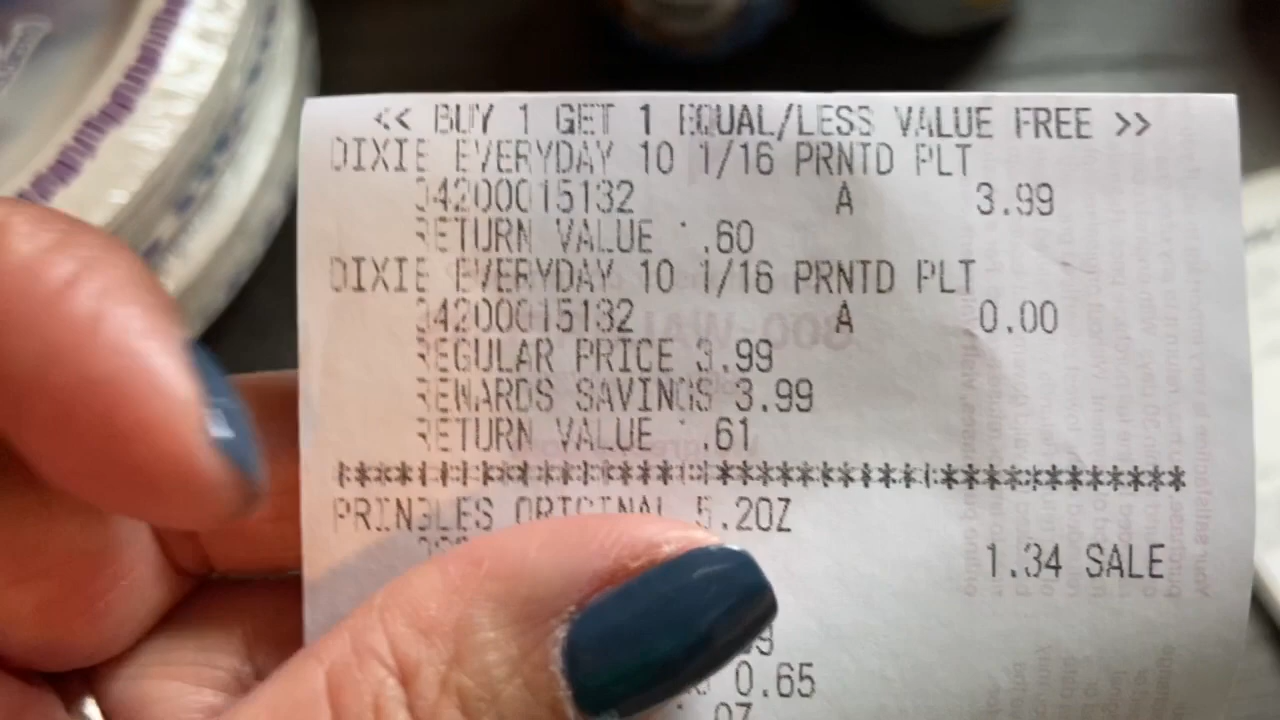 << BUY 1 GET 1 EQUAL/LESS VALUE FREE >>
DIXIE EVERYDAY 10 1/16 PRNTD PLT
04200015132 A 3.99
RETURN VALUE .60
DIXIE EVERYDAY 10 1/16 PRNTD PLT
04200015132 A 0.00
REGULAR PRICE 3.99
REWARDS SAVINGS 3.99
RETURN VALUE .61
********************************************
PRINGLES ORIGINAL 5.2OZ
1.34 SALE
0.65